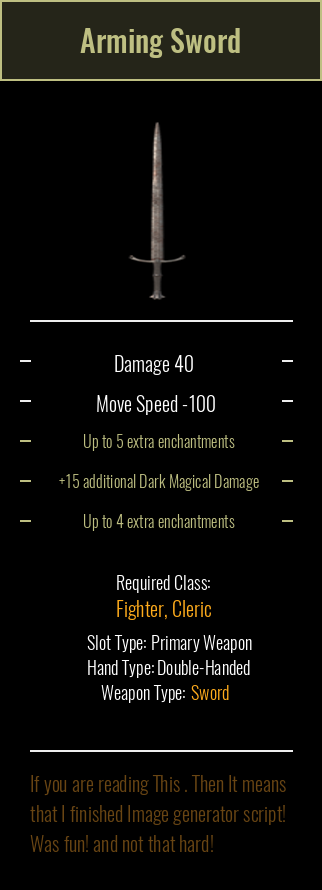 Arming Sword
Damage 40
Move Speed -100
Up to 5 extra enchantments
+15 additional Dark Magical Damage
Up to 4 extra enchantments
Required Class:
Fighter, Cleric
Slot Type: Primary Weapon
Hand Type: Double-Handed
Weapon Type: Sword
If you are reading This . Then It means
that I finished Image generator script!
Was fun! and not that hard!